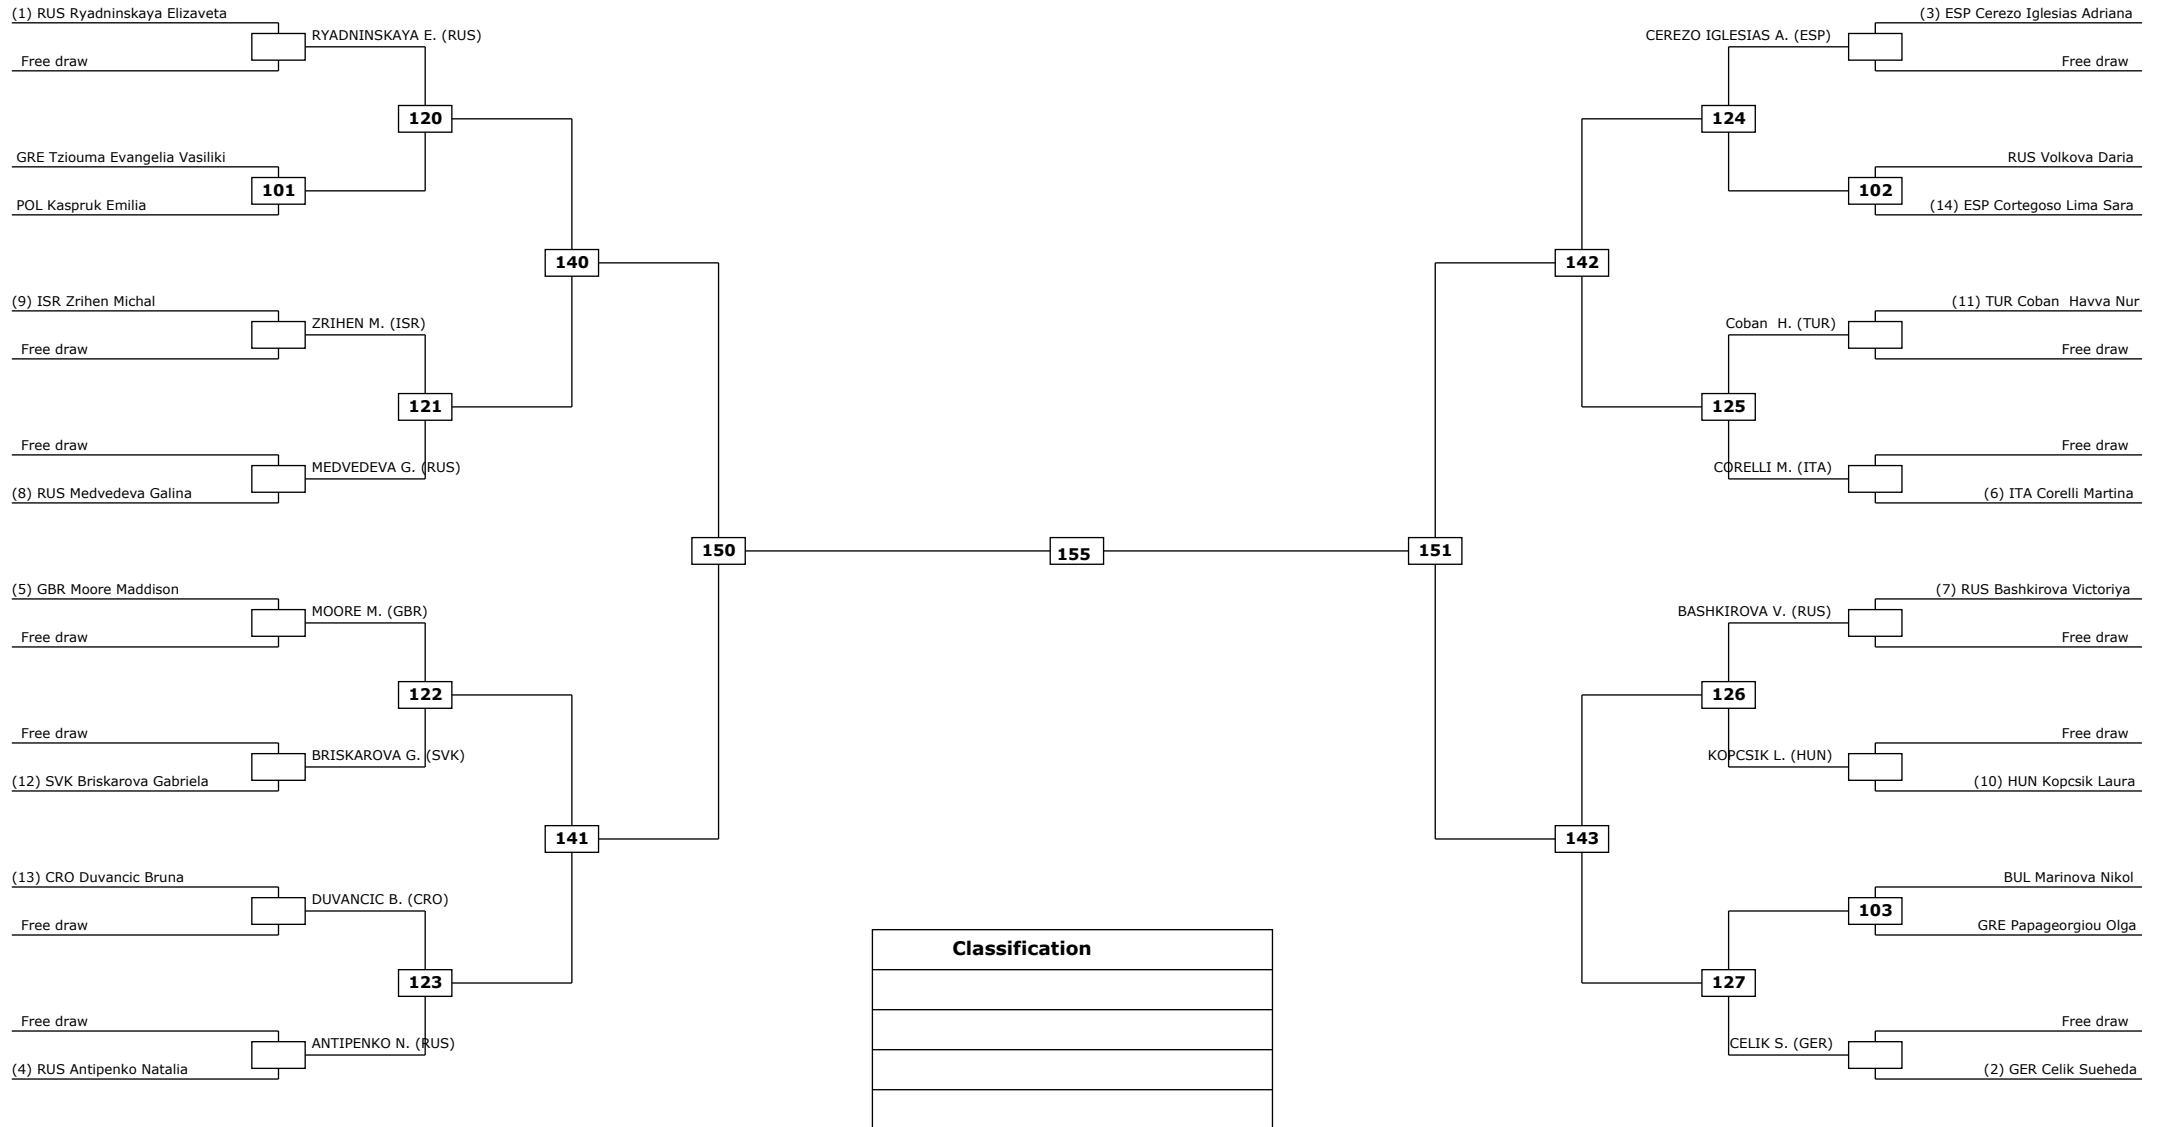 (1) RUS Ryadninskaya Elizaveta
RYADNINSKAYA E. (RUS)
Free draw
120
GRE Tziouma Evangelia Vasiliki
101
POL Kaspruk Emilia
140
(9) ISR Zrihen Michal
ZRIHEN M. (ISR)
Free draw
121
Free draw
MEDVEDEVA G. (RUS)
(8) RUS Medvedeva Galina
150
(5) GBR Moore Maddison
MOORE M. (GBR)
Free draw
122
Free draw
BRISKAROVA G. (SVK)
(12) SVK Briskarova Gabriela
141
(13) CRO Duvancic Bruna
DUVANCIC B. (CRO)
Free draw
123
Free draw
ANTIPENKO N. (RUS)
(4) RUS Antipenko Natalia
155
(3) ESP Cerezo Iglesias Adriana
CEREZO IGLESIAS A. (ESP)
Free draw
124
RUS Volkova Daria
102
(14) ESP Cortegoso Lima Sara
142
(11) TUR Coban  Havva Nur
Coban  H. (TUR)
Free draw
125
Free draw
CORELLI M. (ITA)
(6) ITA Corelli Martina
151
(7) RUS Bashkirova Victoriya
BASHKIROVA V. (RUS)
Free draw
126
Free draw
KOPCSIK L. (HUN)
(10) HUN Kopcsik Laura
143
BUL Marinova Nikol
103
GRE Papageorgiou Olga
127
Free draw
CELIK S. (GER)
(2) GER Celik Sueheda
Classification